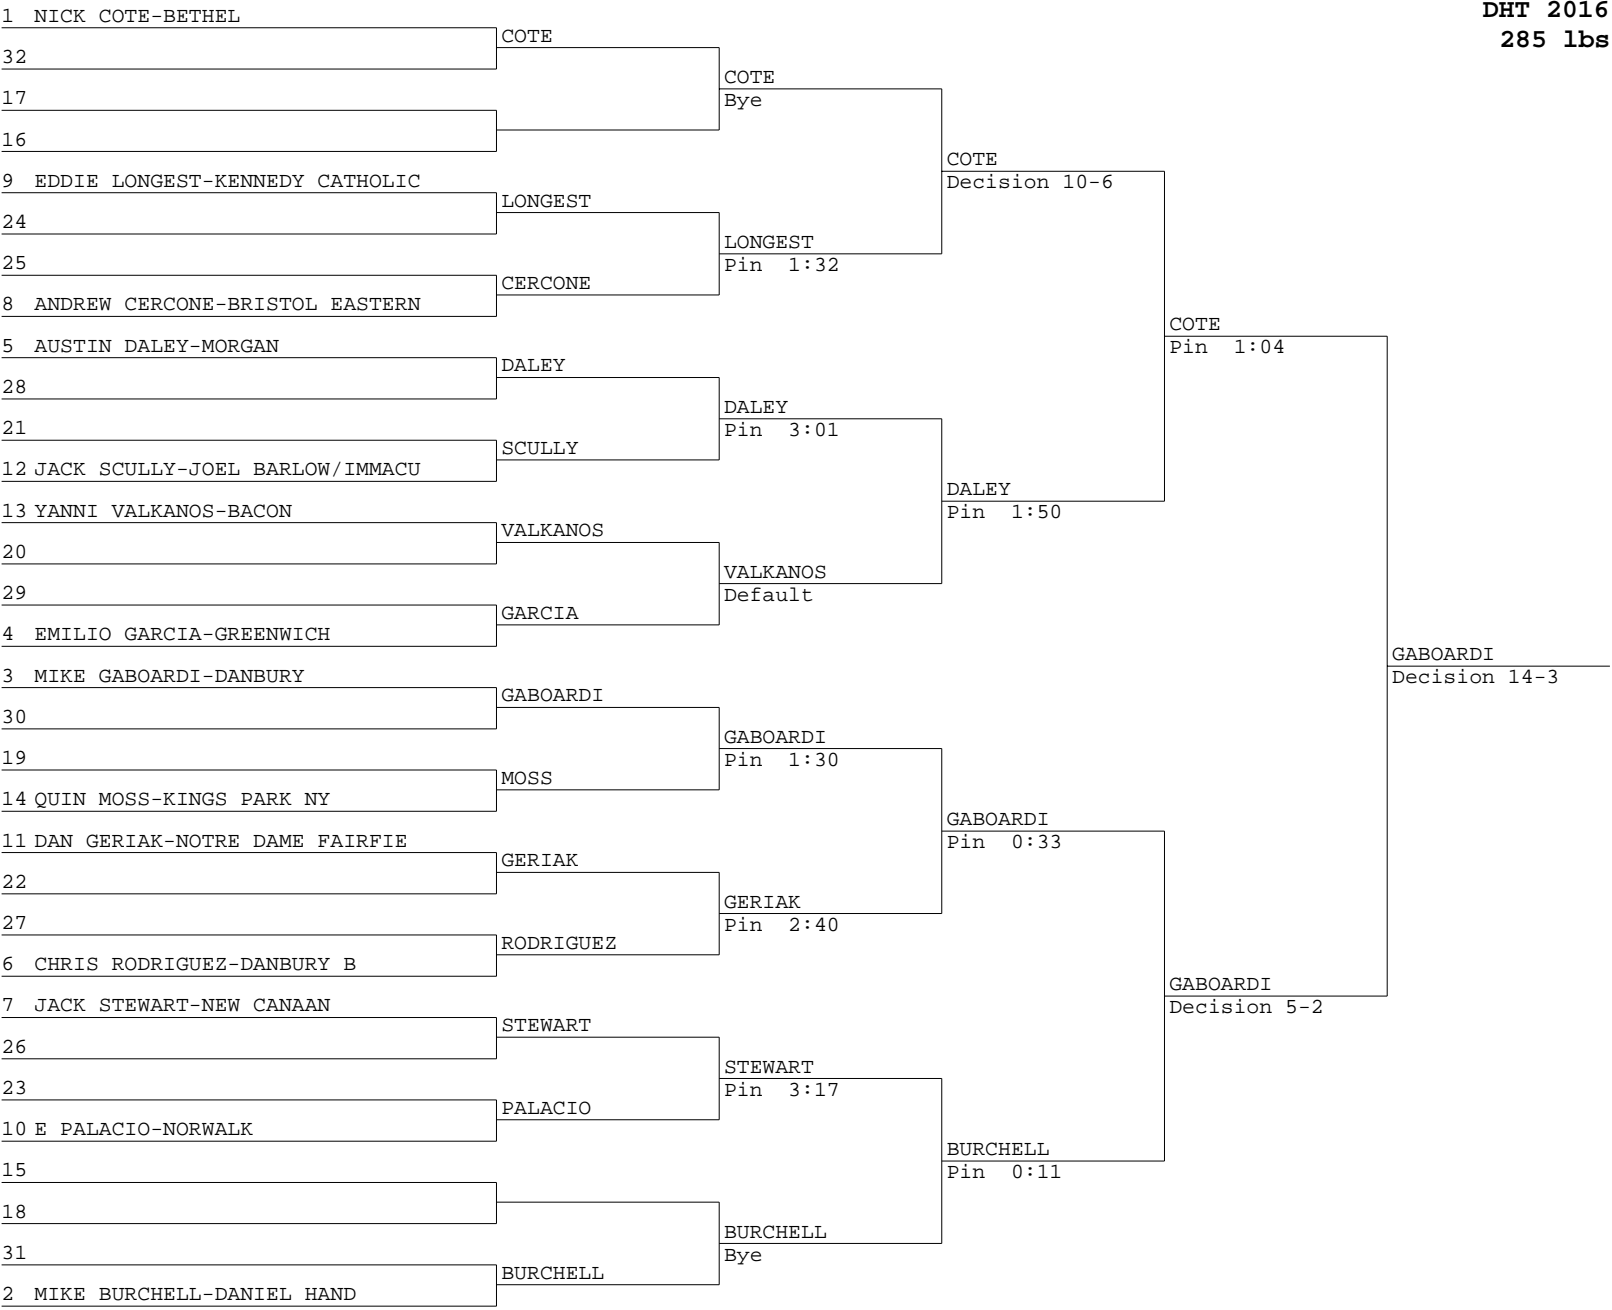 DHT 2016
285 lbs
1 NICK COTE-BETHEL
COTE
32
COTE
Bye
17
16
COTE
Decision 10-6
9 EDDIE LONGEST-KENNEDY CATHOLIC
LONGEST
24
LONGEST
Pin 1:32
25
CERCONE
8 ANDREW CERCONE-BRISTOL EASTERN
COTE
Pin 1:04
5 AUSTIN DALEY-MORGAN
DALEY
28
DALEY
Pin 3:01
21
SCULLY
12 JACK SCULLY-JOEL BARLOW/IMMACU
DALEY
Pin 1:50
13 YANNI VALKANOS-BACON
VALKANOS
20
VALKANOS
Default
29
GARCIA
4 EMILIO GARCIA-GREENWICH
GABOARDI
Decision 14-3
3 MIKE GABOARDI-DANBURY
GABOARDI
30
GABOARDI
Pin 1:30
19
MOSS
14 QUIN MOSS-KINGS PARK NY
GABOARDI
Pin 0:33
11 DAN GERIAK-NOTRE DAME FAIRFIE
GERIAK
22
GERIAK
Pin 2:40
27
RODRIGUEZ
6 CHRIS RODRIGUEZ-DANBURY B
GABOARDI
Decision 5-2
7 JACK STEWART-NEW CANAAN
STEWART
26
STEWART
Pin 3:17
23
PALACIO
10 E PALACIO-NORWALK
BURCHELL
Pin 0:11
15
18
BURCHELL
Bye
31
BURCHELL
2 MIKE BURCHELL-DANIEL HAND